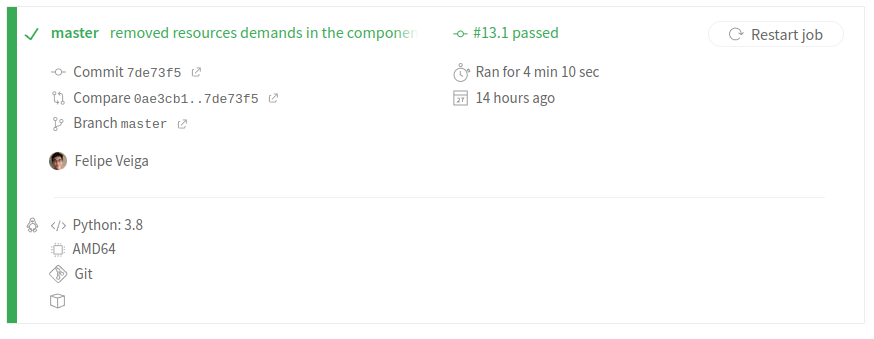 master removed resources demands in the componen
#13.1 passed
Restart job
Commit 7de73f5
Compare 0ae3cb1..7de73f5
Branch master
Ran for 4 min 10 sec
27
14 hours ago
Felipe Veiga
Python: 3.8
AMD64
Git